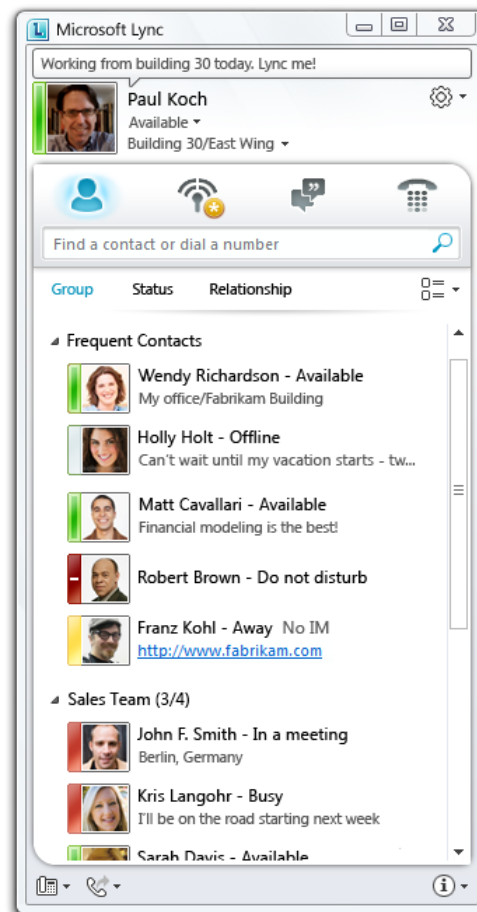 Microsoft Lync
Working from building 30 today. Lync me!
Paul Koch
Available
Building 30/East Wing
Find a contact or dial a number
Group Status Relationship
Frequent Contacts
Wendy Richardson - Available
My office/Fabrikam Building
Holly Holt - Offline
Can't wait until my vacation starts - tw...
Matt Cavallari - Available
Financial modeling is the best!
Robert Brown - Do not disturb
Franz Kohl - Away No IM
http://www.fabrikam.com
Sales Team (3/4)
John F. Smith - In a meeting
Berlin, Germany
Kris Langohr - Busy
I'll be on the road starting next week
Sarah Davis - Available